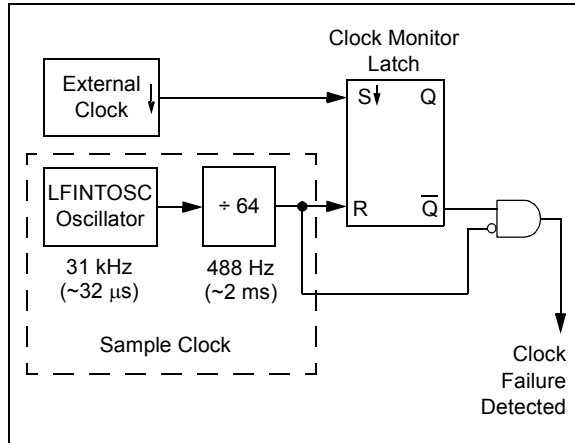 Clock Monitor
Latch
External
Clock
S
Q
LFINTOSC
Oscillator
÷ 64
R
Q̅
31 kHz
(~32 μs)
488 Hz
(~2 ms)
Sample Clock
Clock
Failure
Detected